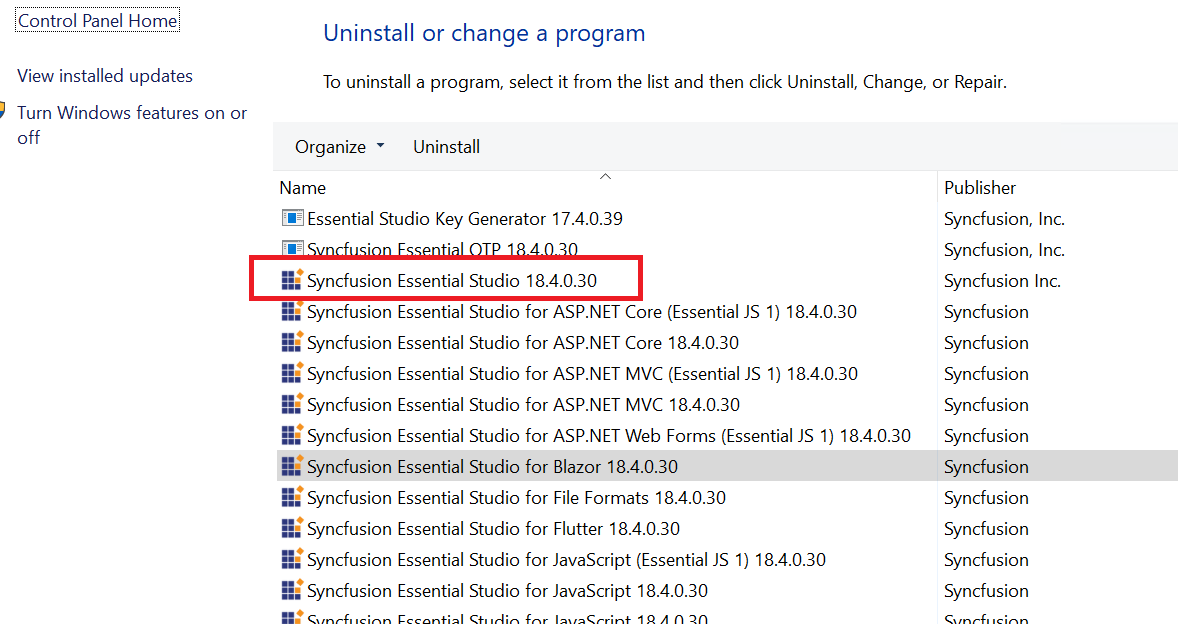 Control Panel Home
View installed updates
Turn Windows features on or
off
Uninstall or change a program
To uninstall a program, select it from the list and then click Uninstall, Change, or Repair.
Organize Uninstall
Name Publisher
Essential Studio Key Generator 17.4.0.39 Syncfusion, Inc.
Syncfusion Essential OTP 18.4.0.30 Syncfusion, Inc.
Syncfusion Essential Studio 18.4.0.30 Syncfusion Inc.
Syncfusion Essential Studio for ASP.NET Core (Essential JS 1) 18.4.0.30 Syncfusion
Syncfusion Essential Studio for ASP.NET Core 18.4.0.30 Syncfusion
Syncfusion Essential Studio for ASP.NET MVC (Essential JS 1) 18.4.0.30 Syncfusion
Syncfusion Essential Studio for ASP.NET MVC 18.4.0.30 Syncfusion
Syncfusion Essential Studio for ASP.NET Web Forms (Essential JS 1) 18.4.0.30 Syncfusion
Syncfusion Essential Studio for Blazor 18.4.0.30 Syncfusion
Syncfusion Essential Studio for File Formats 18.4.0.30 Syncfusion
Syncfusion Essential Studio for Flutter 18.4.0.30 Syncfusion
Syncfusion Essential Studio for JavaScript (Essential JS 1) 18.4.0.30 Syncfusion
Syncfusion Essential Studio for JavaScript 18.4.0.30 Syncfusion
Syncfusion Essential Studio for JavaScript 18.4.0.30 Syncfusion